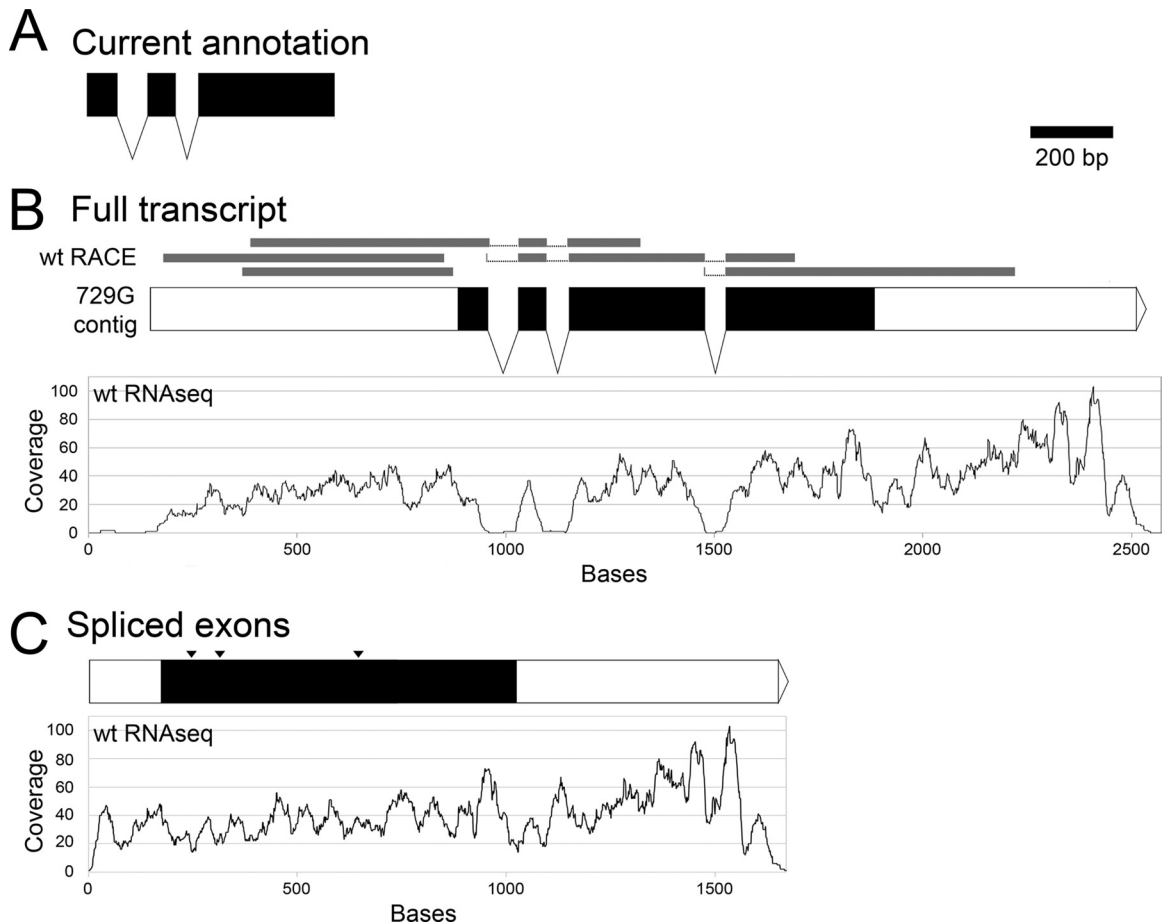 A Current annotation
200 bp
B Full transcript
wt RACE
729G
contig
wt RNAseq
Coverage
100
80
60
40
20
0
0 500 1000 1500 2000 2500
Bases
C Spliced exons
wt RNAseq
Coverage
100
80
60
40
20
0
0 500 1000 1500
Bases